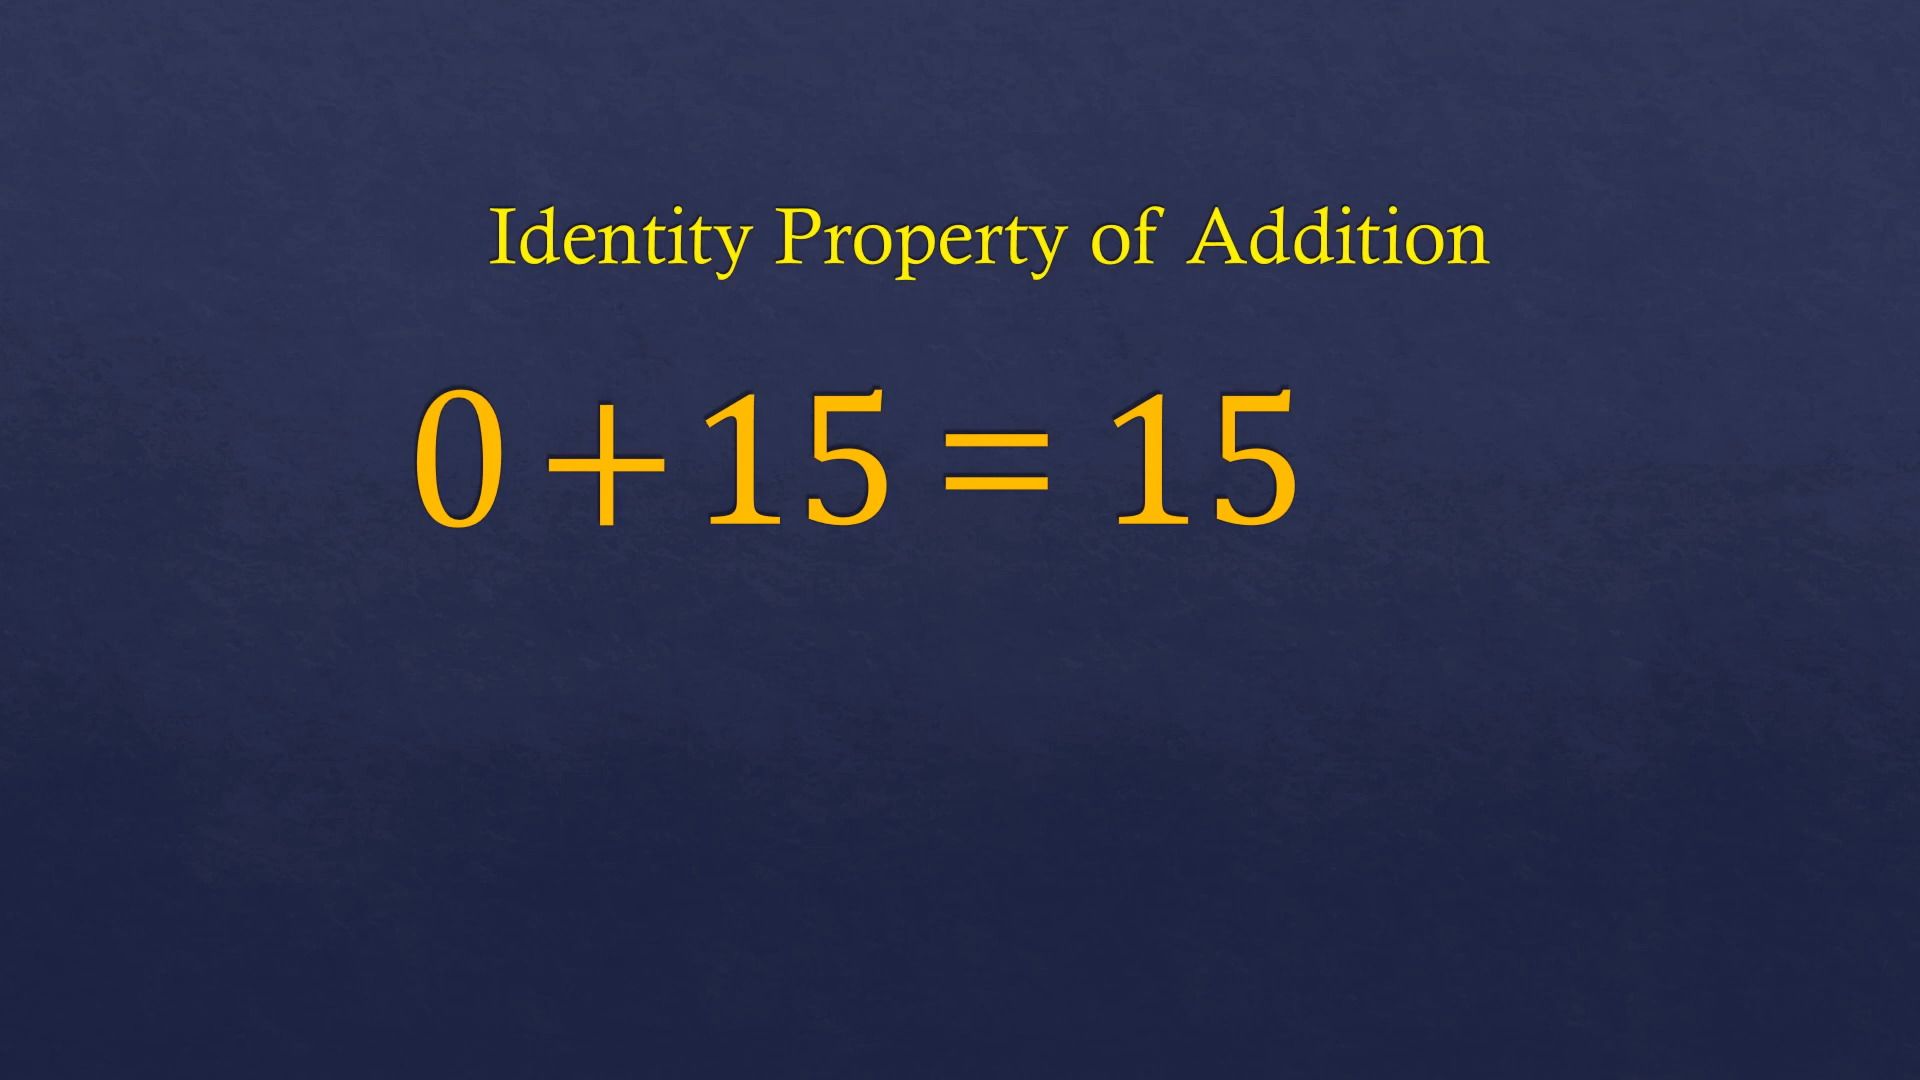 Identity Property of Addition
0 + 15 = 15